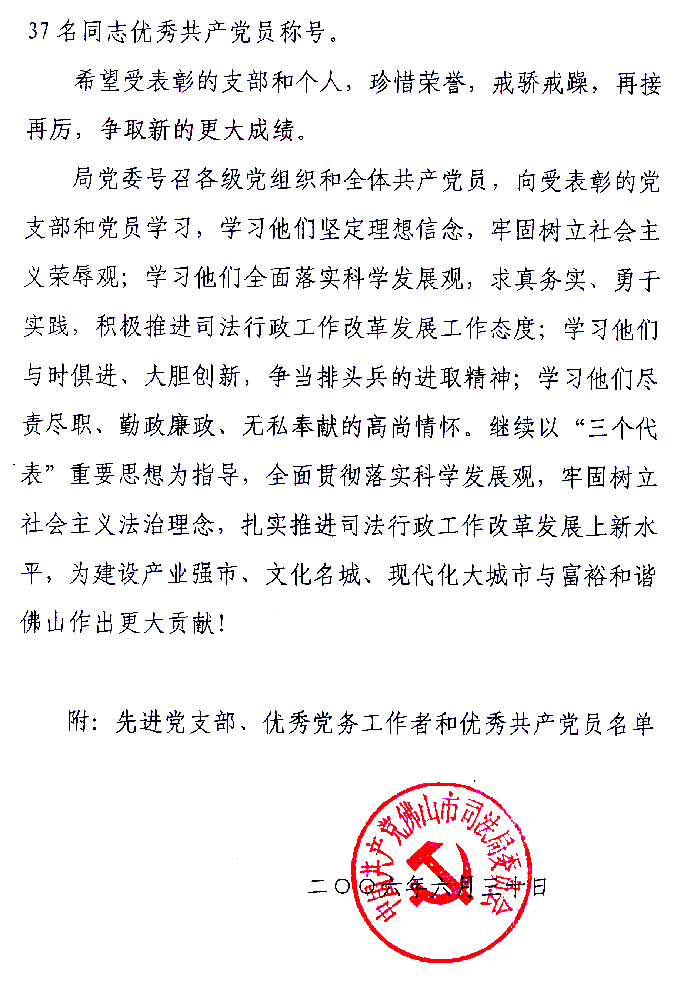 37名同志优秀共产党员称号。
希望受表彰的支部和个人，珍惜荣誉，戒骄戒躁，再接
再厉，争取新的更大成绩。
局党委号召各级党组织和全体共产党员，向受表彰的党
支部和党员学习，学习他们坚定理想信念，牢固树立社会主
义荣辱观；学习他们全面落实科学发展观，求真务实、勇于
实践，积极推进司法行政工作改革发展工作态度；学习他们
与时俱进、大胆创新，争当排头兵的进取精神；学习他们尽
责尽职、勤政廉政、无私奉献的高尚情怀。继续以“三个代
表”重要思想为指导，全面贯彻落实科学发展观，牢固树立
社会主义法治理念，扎实推进司法行政工作改革发展上新水
平，为建设产业强市、文化名城、现代化大城市与富裕和谐
佛山作出更大贡献！
附：先进党支部、优秀党务工作者和优秀共产党员名单
中国共产党佛山市司法局委员会
二〇〇六年六月三十日